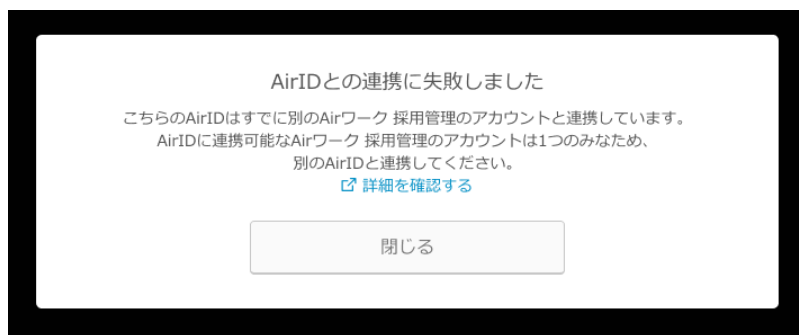 AirIDとの連携に失敗しました
こちらのAirIDはすでに別のAirワーク 採用管理のアカウントと連携しています。
AirIDに連携可能なAirワーク 採用管理のアカウントは1つのみなため、
別のAirIDと連携してください。
詳細を確認する
閉じる